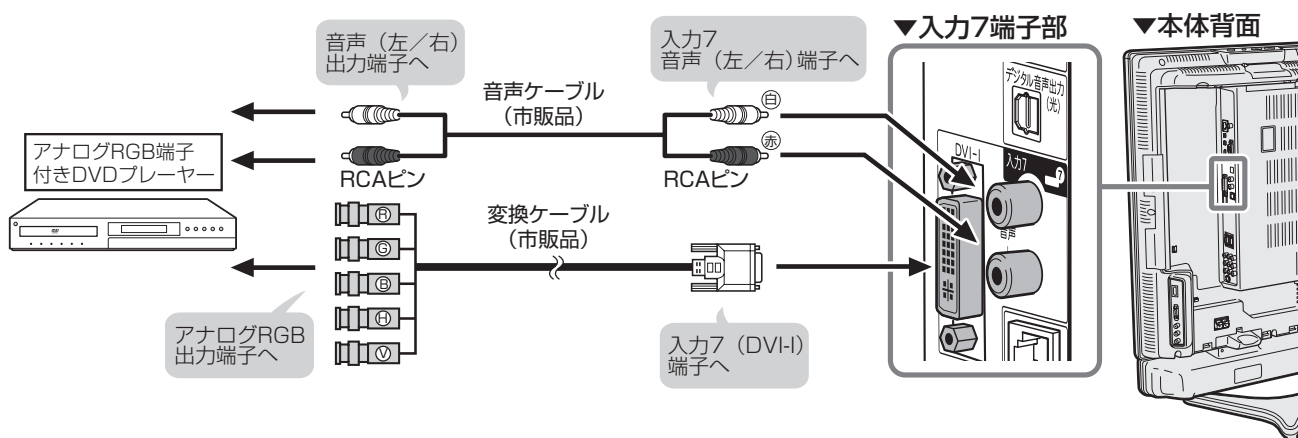 音声（左／右）
出力端子へ
入力7
音声（左／右）端子へ
▼入力7端子部
▼本体背面
音声ケーブル
（市販品）
白
赤
デジタル音声出力
（光）
DVI-I
入力7
7
音声
アナログRGB端子
付きDVDプレーヤー
RCAピン
RCAピン
R
G
B
H
V
変換ケーブル
（市販品）
アナログRGB
出力端子へ
入力7（DVI-I）
端子へ